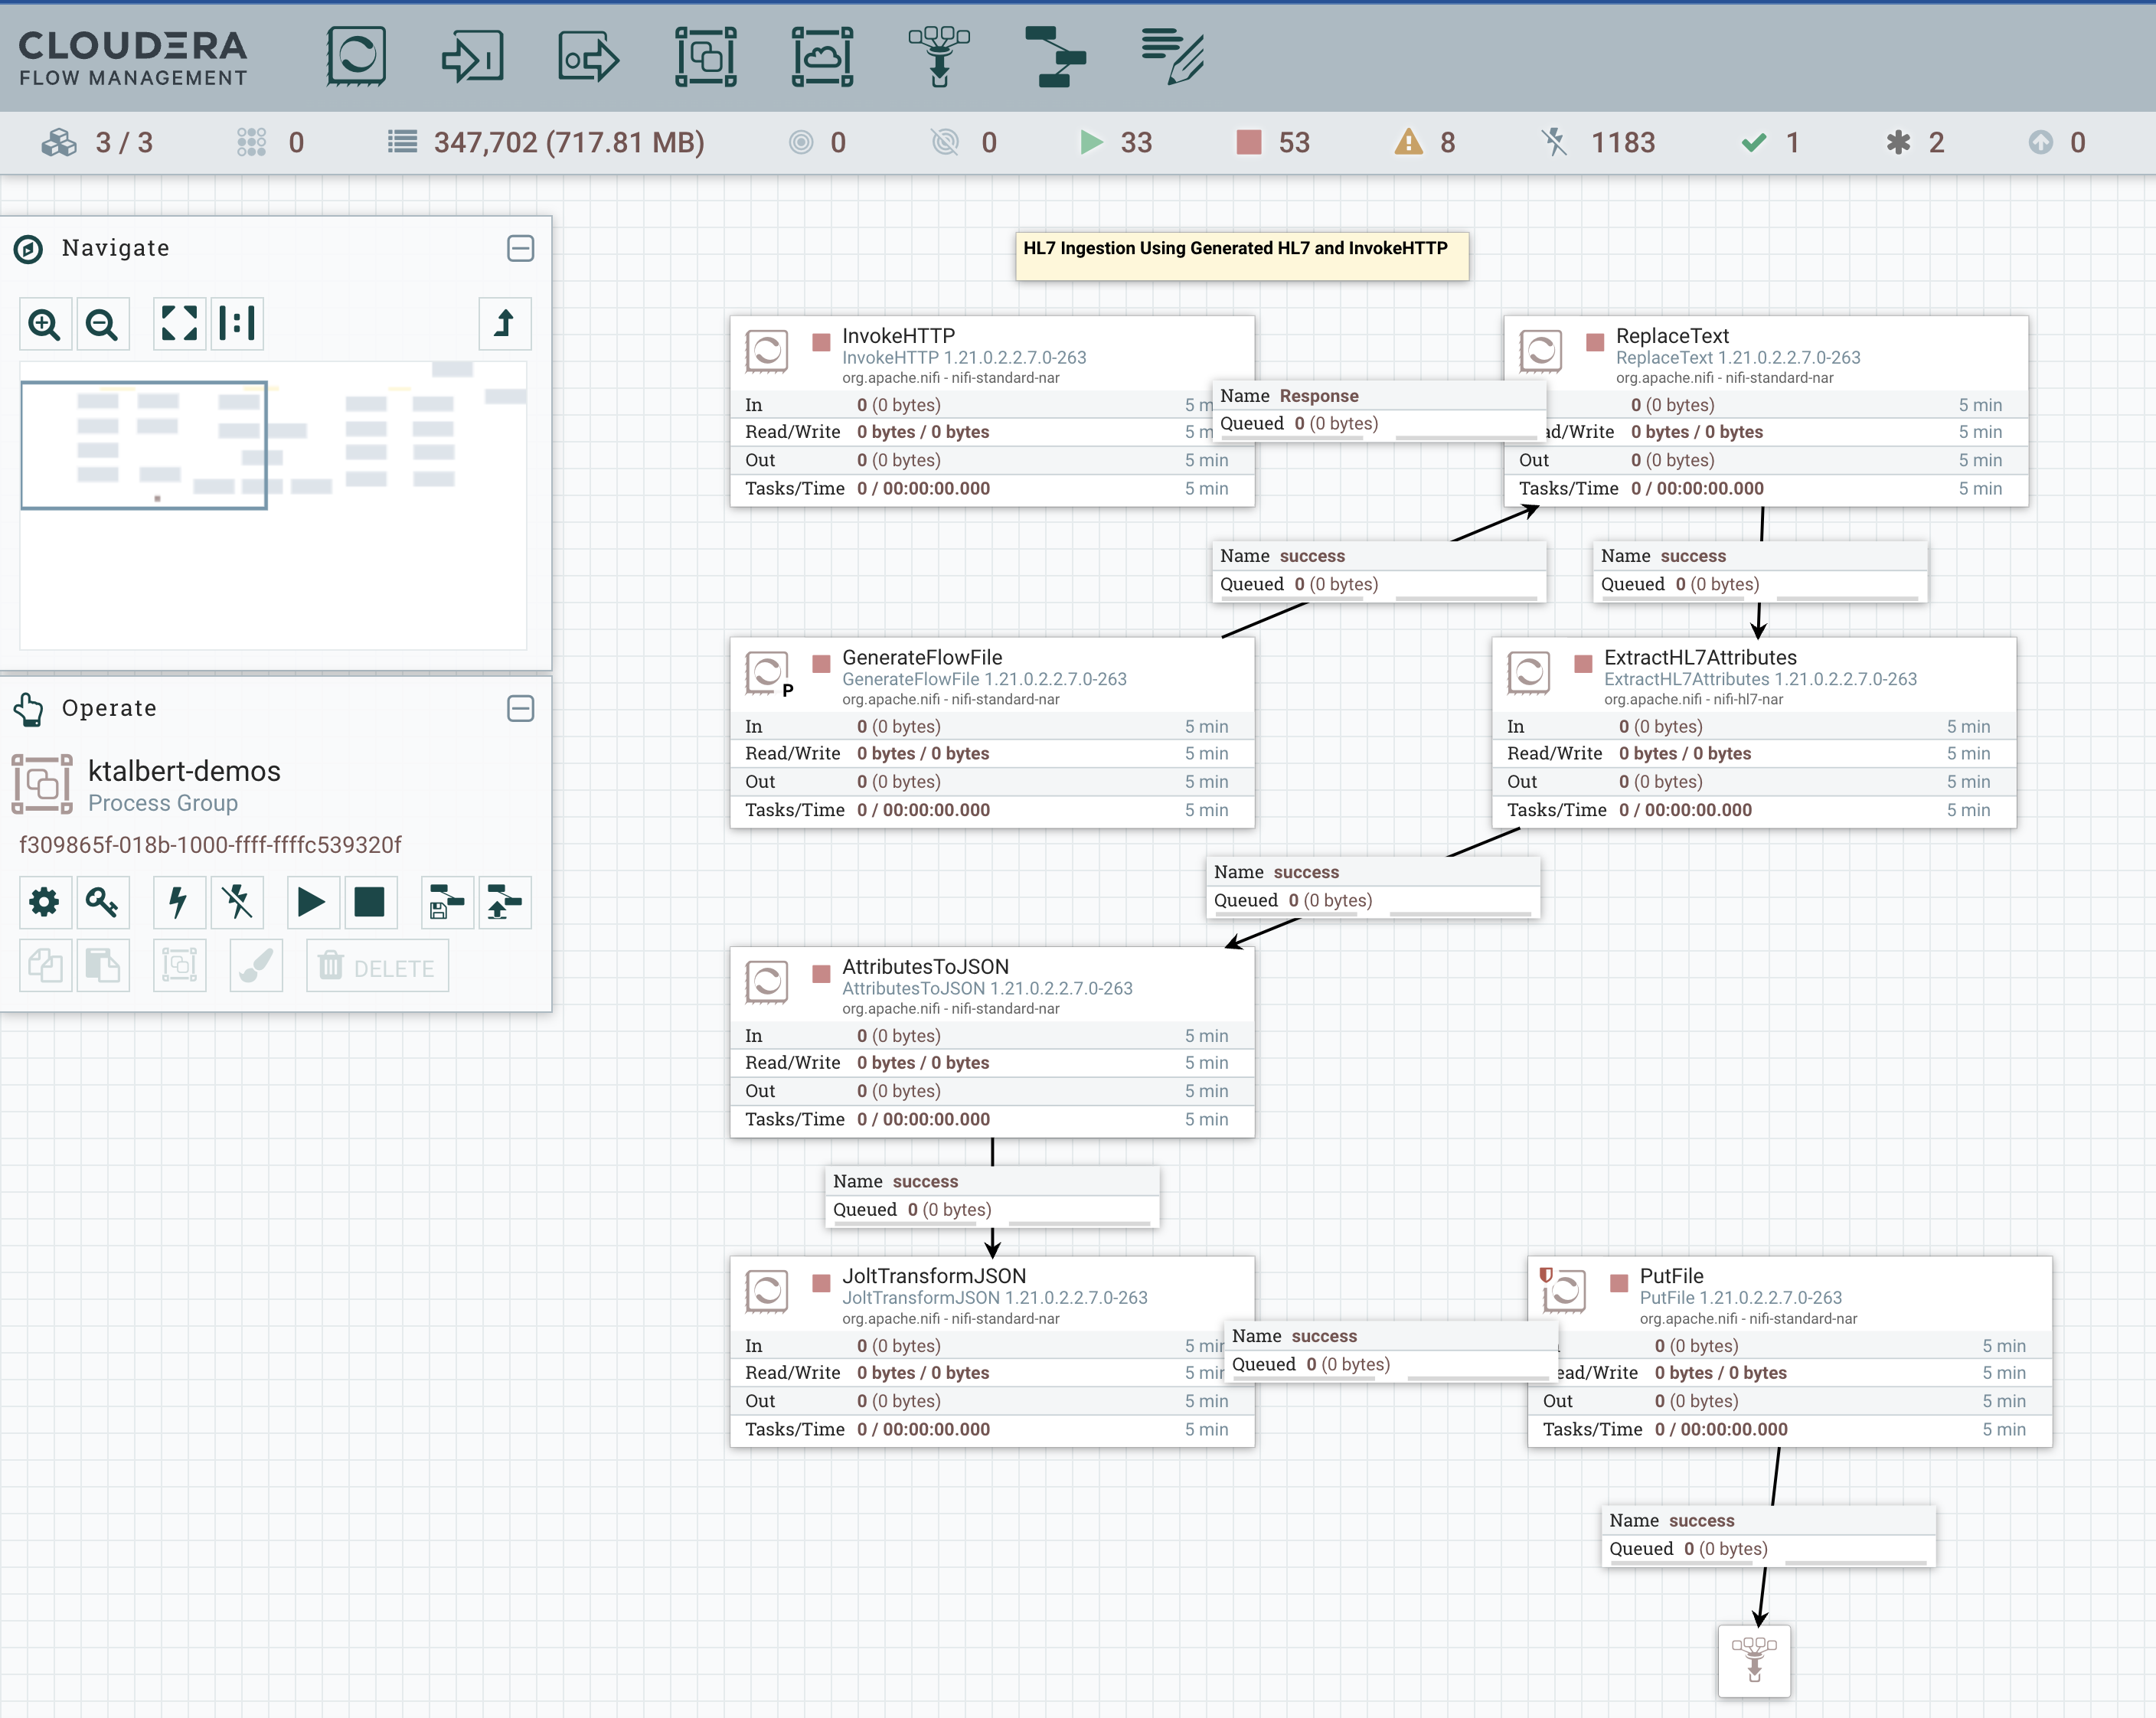 CLOUDERA
FLOW MANAGEMENT
3 / 3
0
347,702 (717.81 MB)
0
0
33
53
8
1183
1
2
0
Navigate
Operate
ktalbert-demos
Process Group
f309865f-018b-1000-ffff-ffffc539320f
DELETE
HL7 Ingestion Using Generated HL7 and InvokeHTTP
InvokeHTTP
InvokeHTTP 1.21.0.2.2.7.0-263
org.apache.nifi - nifi-standard-nar
In 0 (0 bytes) 5 m
Read/Write 0 bytes / 0 bytes 5 m
Out 0 (0 bytes) 5 min
Tasks/Time 0 / 00:00:00.000 5 min
Name Response
Queued 0 (0 bytes)
ReplaceText
ReplaceText 1.21.0.2.2.7.0-263
org.apache.nifi - nifi-standard-nar
0 (0 bytes) 5 min
ad/Write 0 bytes / 0 bytes 5 min
Out 0 (0 bytes) 5 min
Tasks/Time 0 / 00:00:00.000 5 min
Name success
Queued 0 (0 bytes)
Name success
Queued 0 (0 bytes)
P
GenerateFlowFile
GenerateFlowFile 1.21.0.2.2.7.0-263
org.apache.nifi - nifi-standard-nar
In 0 (0 bytes) 5 min
Read/Write 0 bytes / 0 bytes 5 min
Out 0 (0 bytes) 5 min
Tasks/Time 0 / 00:00:00.000 5 min
ExtractHL7Attributes
ExtractHL7Attributes 1.21.0.2.2.7.0-263
org.apache.nifi - nifi-hl7-nar
In 0 (0 bytes) 5 min
Read/Write 0 bytes / 0 bytes 5 min
Out 0 (0 bytes) 5 min
Tasks/Time 0 / 00:00:00.000 5 min
Name success
Queued 0 (0 bytes)
AttributesToJSON
AttributesToJSON 1.21.0.2.2.7.0-263
org.apache.nifi - nifi-standard-nar
In 0 (0 bytes) 5 min
Read/Write 0 bytes / 0 bytes 5 min
Out 0 (0 bytes) 5 min
Tasks/Time 0 / 00:00:00.000 5 min
Name success
Queued 0 (0 bytes)
JoltTransformJSON
JoltTransformJSON 1.21.0.2.2.7.0-263
org.apache.nifi - nifi-standard-nar
In 0 (0 bytes) 5 min
Read/Write 0 bytes / 0 bytes 5 min
Out 0 (0 bytes) 5 min
Tasks/Time 0 / 00:00:00.000 5 min
Name success
Queued 0 (0 bytes)
PutFile
PutFile 1.21.0.2.2.7.0-263
org.apache.nifi - nifi-standard-nar
0 (0 bytes) 5 min
ead/Write 0 bytes / 0 bytes 5 min
Out 0 (0 bytes) 5 min
Tasks/Time 0 / 00:00:00.000 5 min
Name success
Queued 0 (0 bytes)